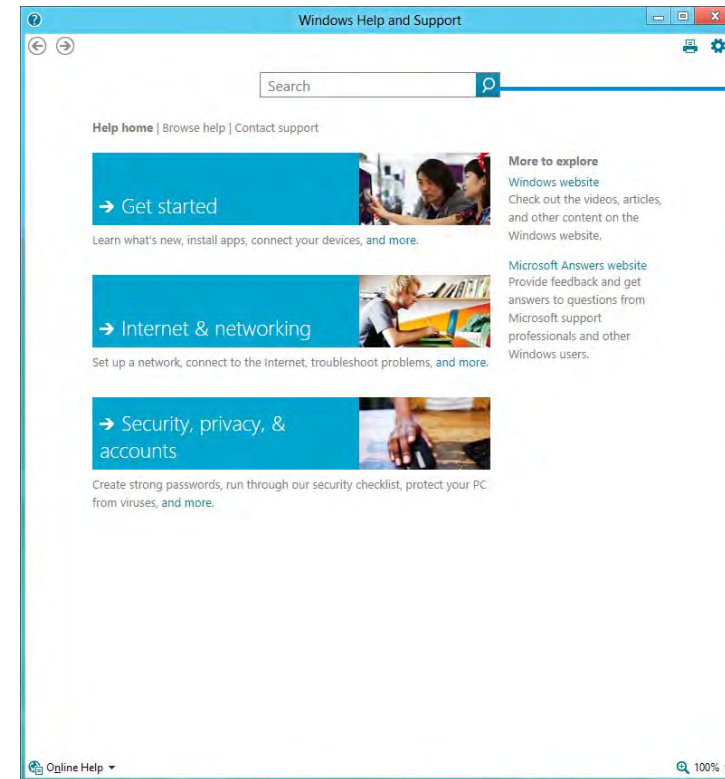 Windows Help and Support
Search
Help home | Browse help | Contact support
→ Get started
Learn what's new, install apps, connect your devices, and more.
→ Internet & networking
Set up a network, connect to the Internet, troubleshoot problems, and more.
→ Security, privacy, &
accounts
Create strong passwords, run through our security checklist, protect your PC
from viruses, and more.
More to explore
Windows website
Check out the videos, articles,
and other content on the
Windows website.
Microsoft Answers website
Provide feedback and get
answers to questions from
Microsoft support
professionals and other
Windows users.
Online Help
100%